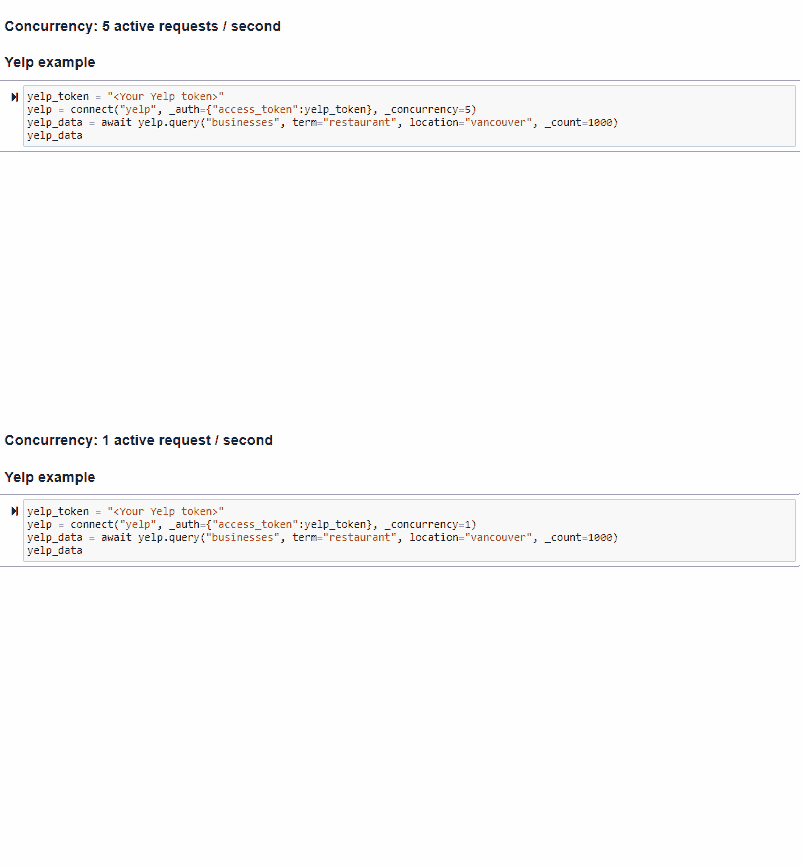 Concurrency: 5 active requests / second
Yelp example
yelp_token = "<Your Yelp token>"
yelp = connect("yelp", _auth={"access_token":yelp_token}, _concurrency=5)
yelp_data = await yelp.query("businesses", term="restaurant", location="vancouver", _count=1000)
yelp_data
Concurrency: 1 active request / second
Yelp example
yelp_token = "<Your Yelp token>"
yelp = connect("yelp", _auth={"access_token":yelp_token}, _concurrency=1)
yelp_data = await yelp.query("businesses", term="restaurant", location="vancouver", _count=1000)
yelp_data